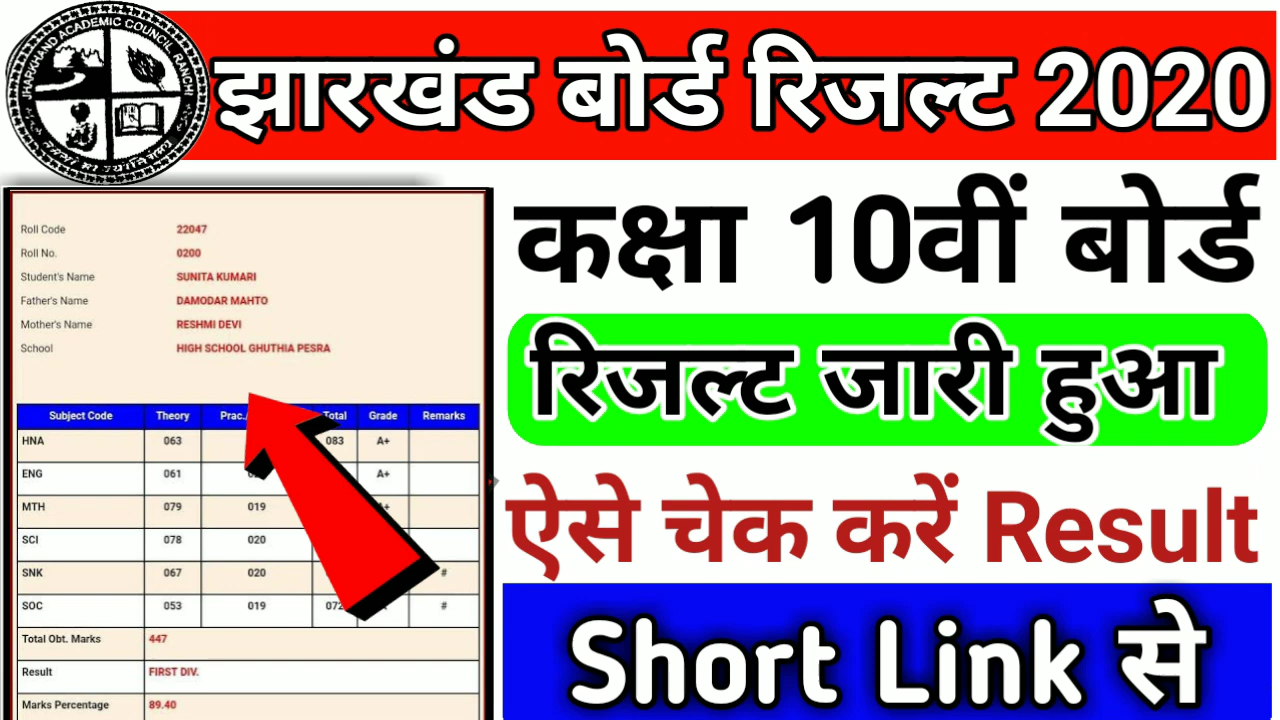 JHARKHAND ACADEMIC COUNCIL, RANCHI
झारखंड बोर्ड रिजल्ट 2020
कक्षा 10वीं बोर्ड
रिजल्ट जारी हुआ
ऐसे चेक करें Result
Short Link से
Roll Code 22047
Roll No. 0200
Student's Name SUNITA KUMARI
Father's Name DAMODAR MAHTO
Mother's Name RESHMI DEVI
School HIGH SCHOOL GHUTHIA PESRA
Subject Code Theory Prac. Total Grade Remarks
HNA 063 083 A+
ENG 061 A+
MTH 079 019
SCI 078 020
SNK 067 020 #
SOC 053 019 072 #
Total Obt. Marks 447
Result FIRST DIV.
Marks Percentage 89.40